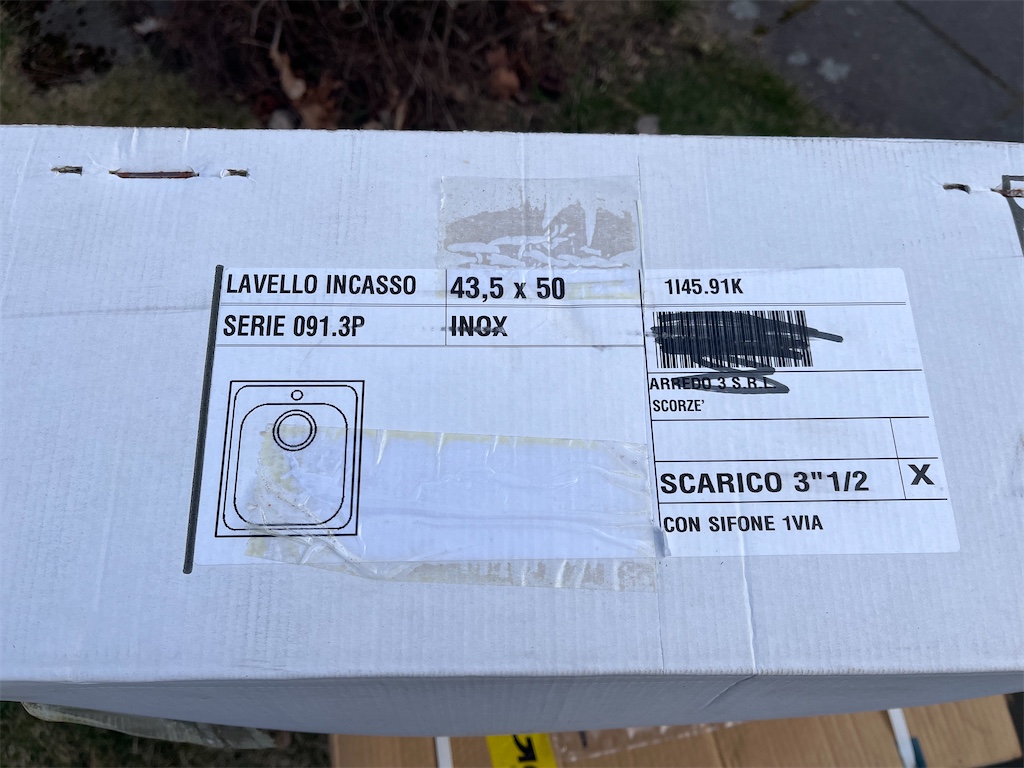 LAVELLO INCASSO 43,5 x 50 1I45.91K
SERIE 091.3P INOX
ARREDO 3 S.R.L.
SCORZE'
SCARICO 3"1/2 X
CON SIFONE 1VIA